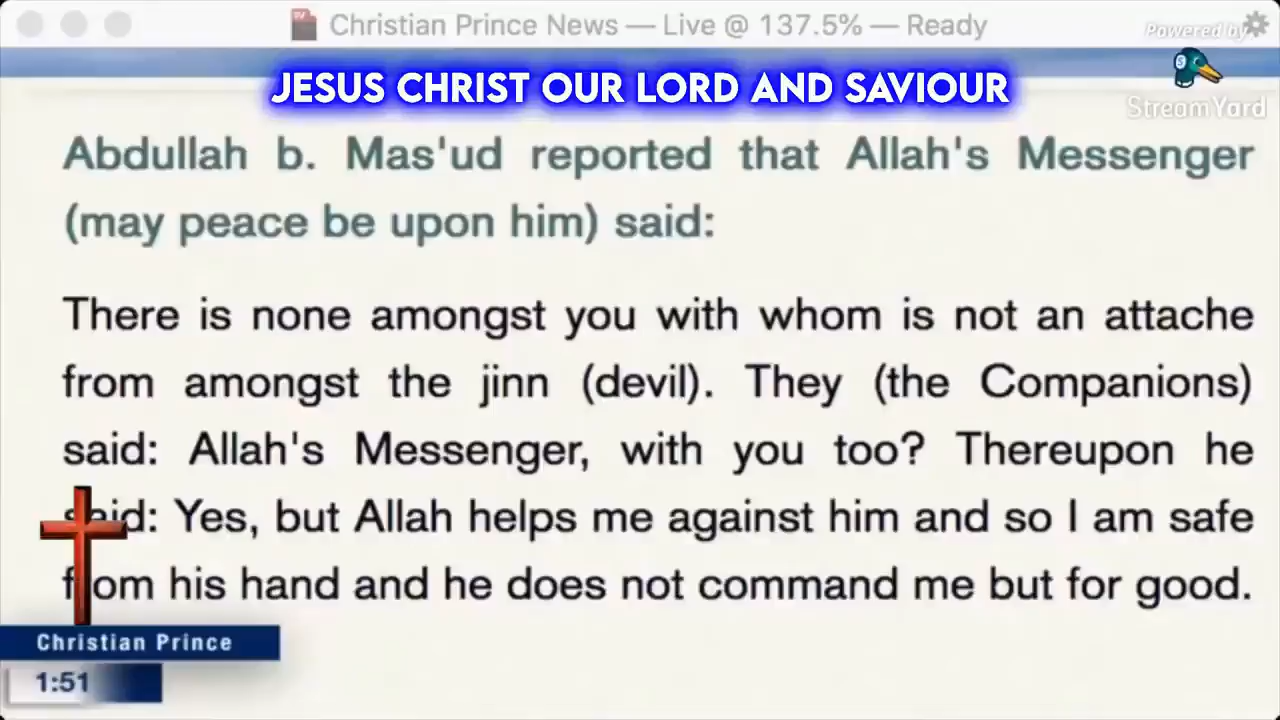 Christian Prince News — Live @ 137.5% — Ready
Powered by
StreamYard
JESUS CHRIST OUR LORD AND SAVIOUR
Abdullah b. Mas'ud reported that Allah's Messenger
(may peace be upon him) said:
There is none amongst you with whom is not an attache
from amongst the jinn (devil). They (the Companions)
said: Allah's Messenger, with you too? Thereupon he
said: Yes, but Allah helps me against him and so I am safe
from his hand and he does not command me but for good.
Christian Prince
1:51